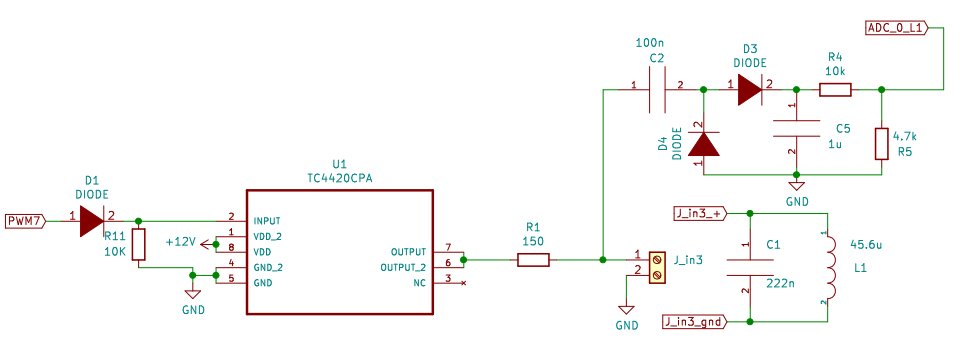 ADC_0_L1
100n
C2
1
2
D3
DIODE
1
2
R4
10k
2
1
D4
DIODE
1
2
C5
1u
4.7k
R5
GND
U1
TC4420CPA
D1
DIODE
PWM7
1
2
R11
10K
+12V
GND
2
1
8
4
5
INPUT
VDD_2
VDD
GND_2
GND
OUTPUT
OUTPUT_2
NC
7
6
3
R1
150
1
2
J_in3
GND
J_in3_+
1
2
C1
222n
1
2
45.6u
L1
J_in3_gnd